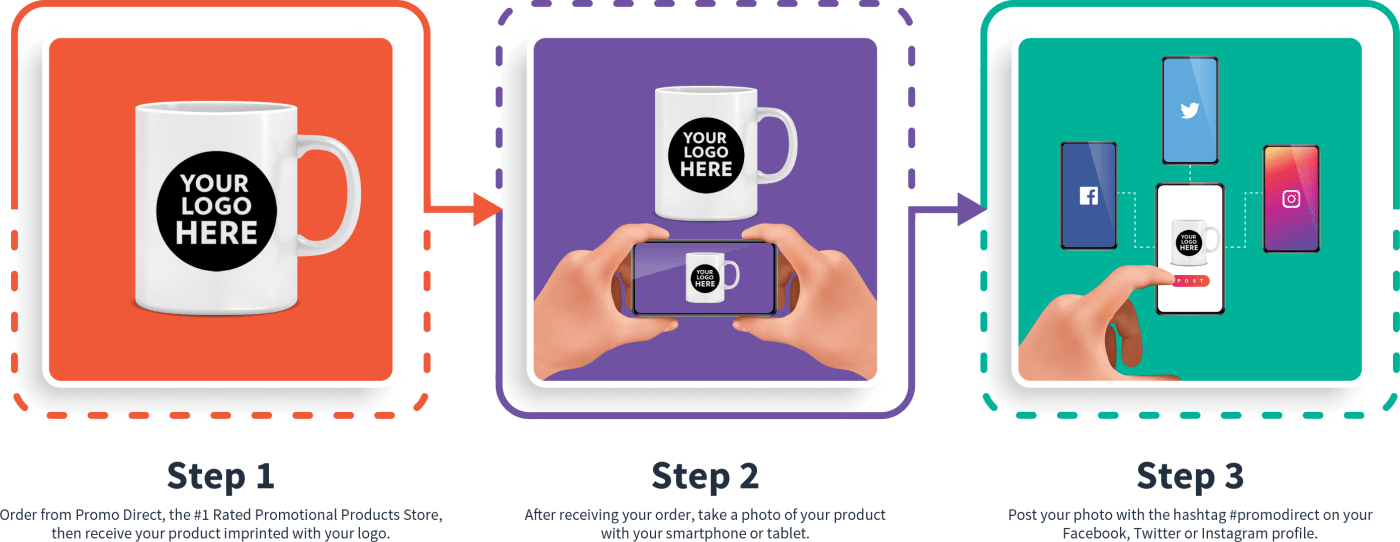 YOUR
LOGO
HERE
YOUR
LOGO
HERE
YOUR
LOGO
HERE
YOUR
LOGO
HERE
POST
Step 1
Order from Promo Direct, the #1 Rated Promotional Products Store,
then receive your product imprinted with your logo.
Step 2
After receiving your order, take a photo of your product
with your smartphone or tablet.
Step 3
Post your photo with the hashtag #promodirect on your
Facebook, Twitter or Instagram profile.